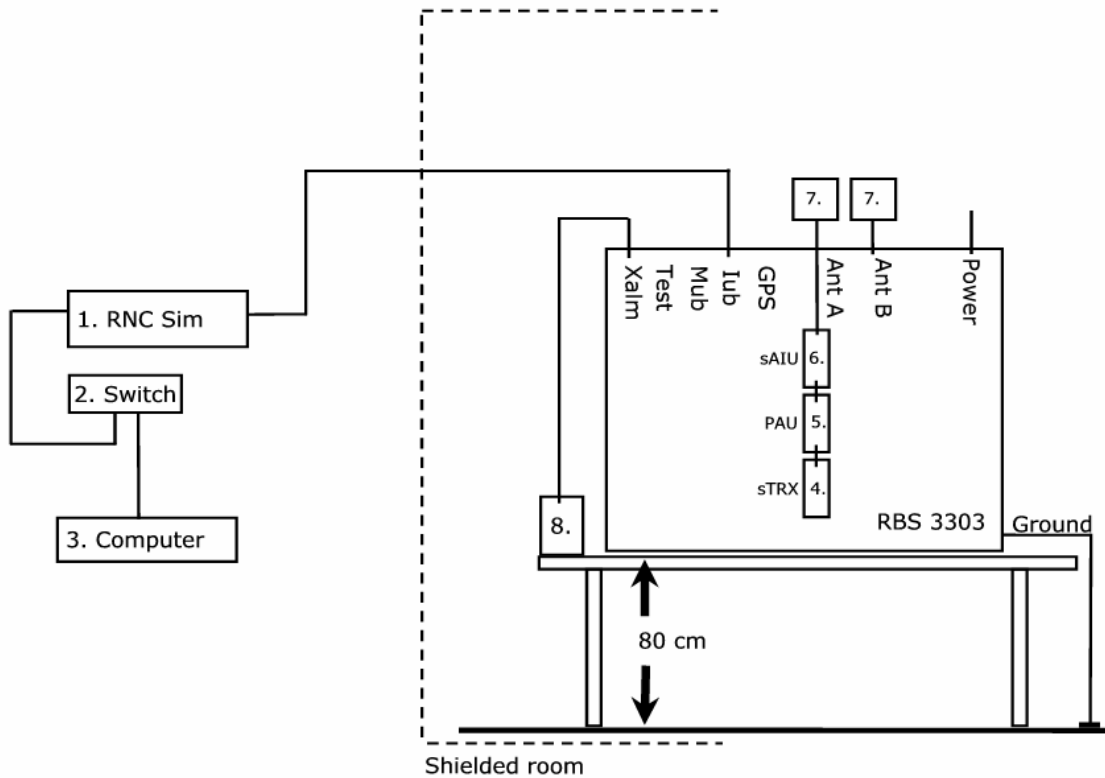 7.
7.
Xalm
Test
Mub
Iub
GPS
Ant A
Ant B
Power
1. RNC Sim
sAIU
6.
2. Switch
PAU
5.
sTRX
4.
8.
RBS 3303
Ground
3. Computer
80 cm
Shielded room